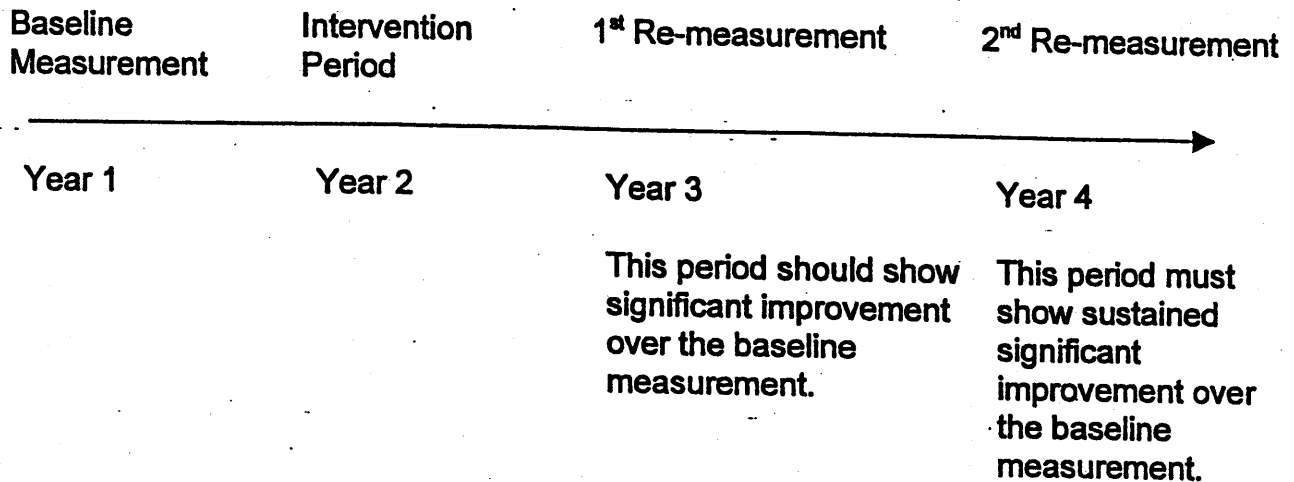 Baseline
Measurement
Intervention
Period
1st Re-measurement
2nd Re-measurement
Year 1
Year 2
Year 3
Year 4
This period should show
significant improvement
over the baseline
measurement.
This period must
show sustained
significant
improvement over
the baseline
measurement.